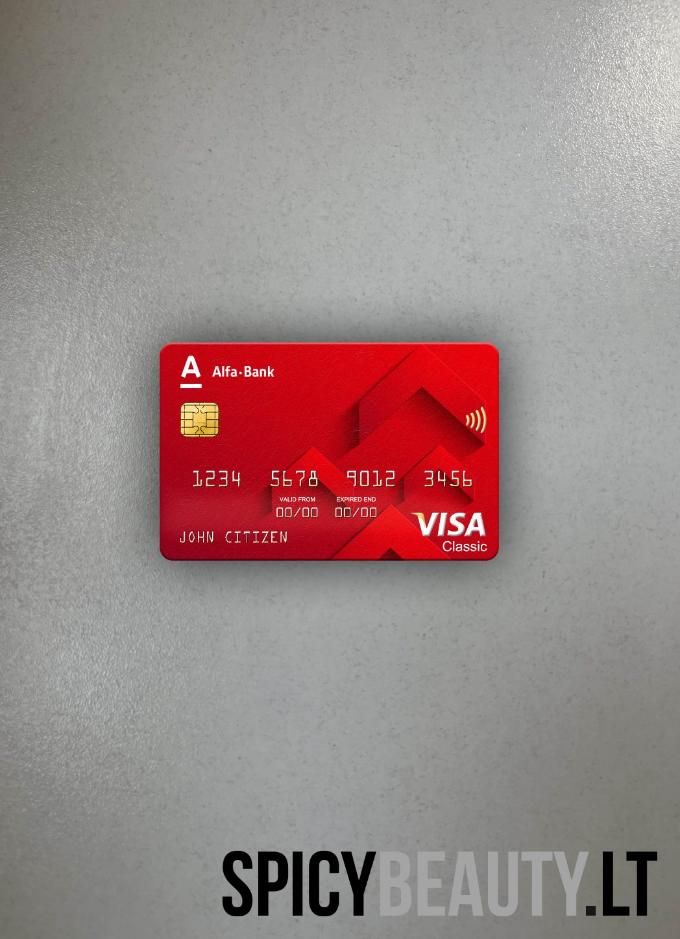 A Alfa·Bank
1234 5678 9012 3456
VALID FROM EXPIRED END
00/00 00/00
JOHN CITIZEN
VISA
Classic
SPICYBEAUTY.LT